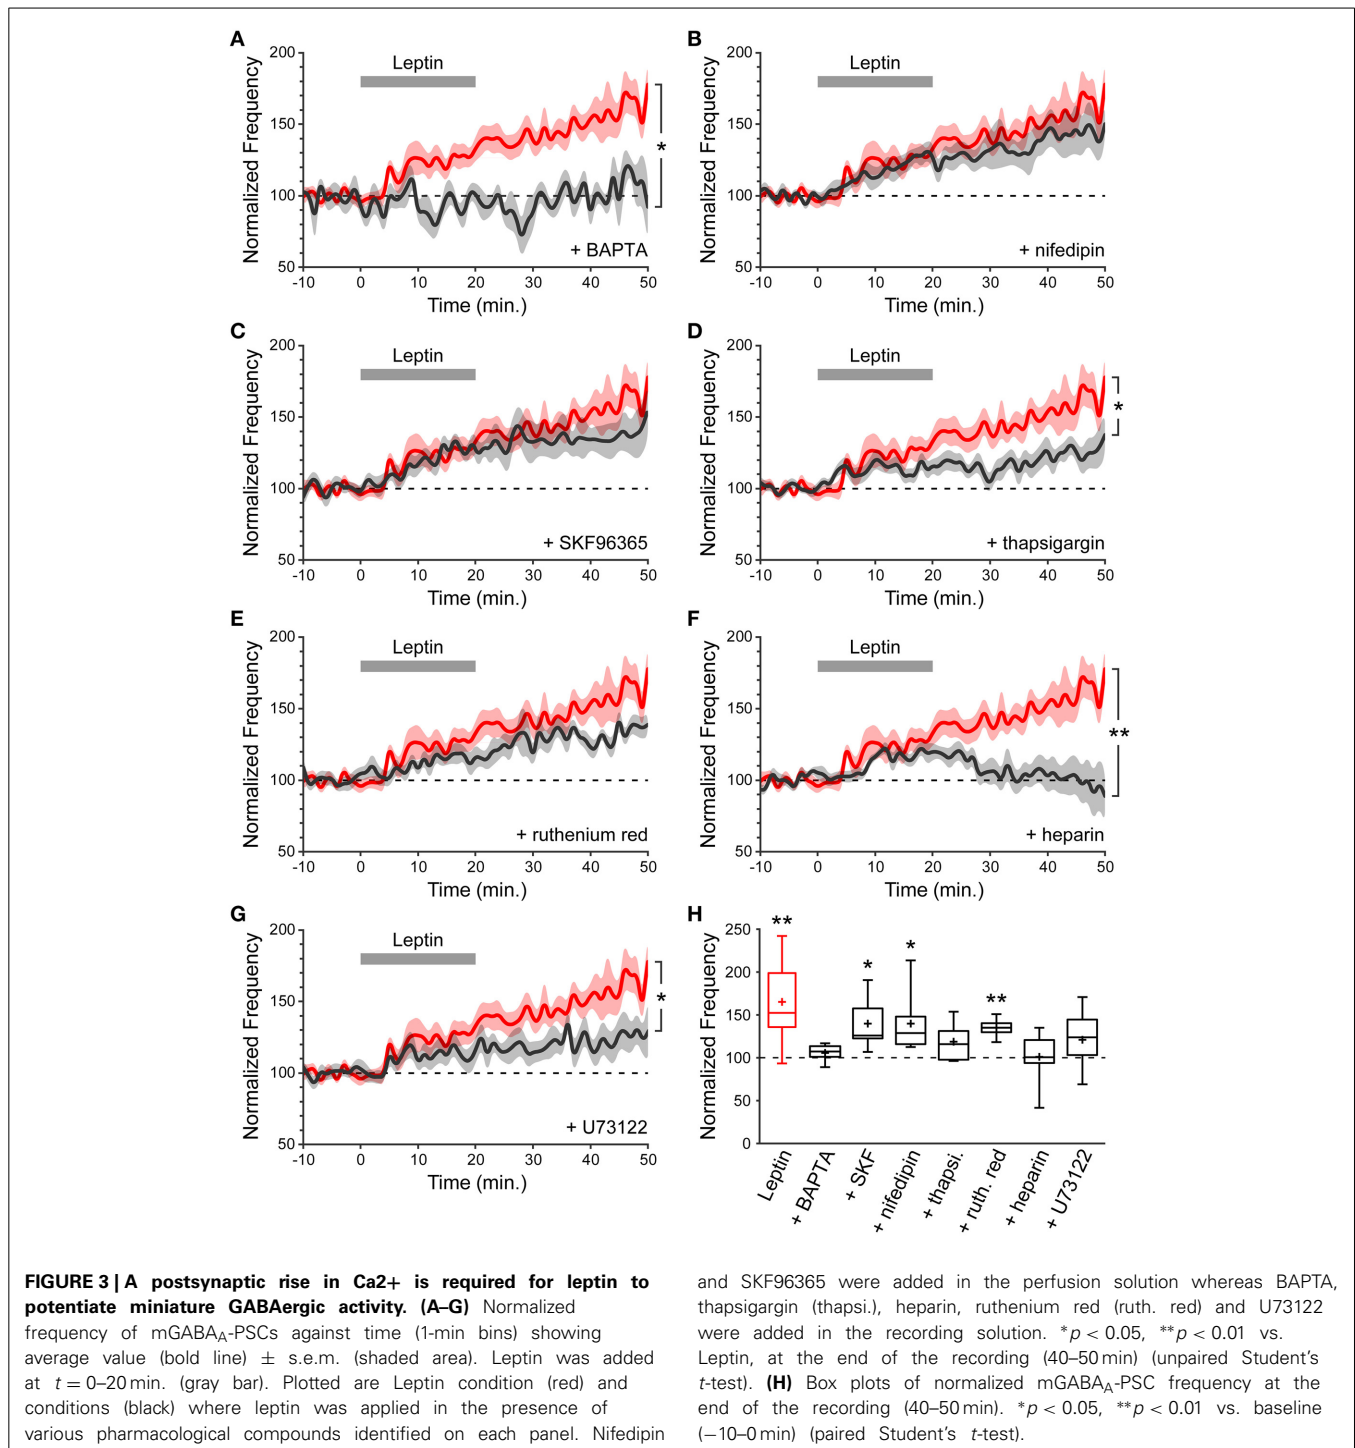 A
B
200
150
100
50
Normalized Frequency
Leptin
*
+ BAPTA
-10 0 10 20 30 40 50
Time (min.)
200
150
100
50
Normalized Frequency
Leptin
+ nifedipin
-10 0 10 20 30 40 50
Time (min.)
C
D
200
150
100
50
Normalized Frequency
Leptin
+ SKF96365
-10 0 10 20 30 40 50
Time (min.)
200
150
100
50
Normalized Frequency
Leptin
*
+ thapsigargin
-10 0 10 20 30 40 50
Time (min.)
E
F
200
150
100
50
Normalized Frequency
Leptin
+ ruthenium red
-10 0 10 20 30 40 50
Time (min.)
200
150
100
50
Normalized Frequency
Leptin
**
+ heparin
-10 0 10 20 30 40 50
Time (min.)
G
H
200
150
100
50
Normalized Frequency
Leptin
*
+ U73122
-10 0 10 20 30 40 50
Time (min.)
250
200
150
100
50
0
Normalized Frequency
** * * **
Leptin
+ BAPTA
+ SKF
+ nifedipin
+ thapsi.
+ ruth. red
+ heparin
+ U73122
FIGURE 3 | A postsynaptic rise in Ca2+ is required for leptin to
potentiate miniature GABAergic activity. (A–G) Normalized
frequency of mGABAA-PSCs against time (1-min bins) showing
average value (bold line) ± s.e.m. (shaded area). Leptin was added
at t = 0–20 min. (gray bar). Plotted are Leptin condition (red) and
conditions (black) where leptin was applied in the presence of
various pharmacological compounds identified on each panel. Nifedipin
and SKF96365 were added in the perfusion solution whereas BAPTA,
thapsigargin (thapsi.), heparin, ruthenium red (ruth. red) and U73122
were added in the recording solution. *p < 0.05, **p < 0.01 vs.
Leptin, at the end of the recording (40–50 min) (unpaired Student's
t-test). (H) Box plots of normalized mGABAA-PSC frequency at the
end of the recording (40–50 min). *p < 0.05, **p < 0.01 vs. baseline
(−10–0 min) (paired Student's t-test).